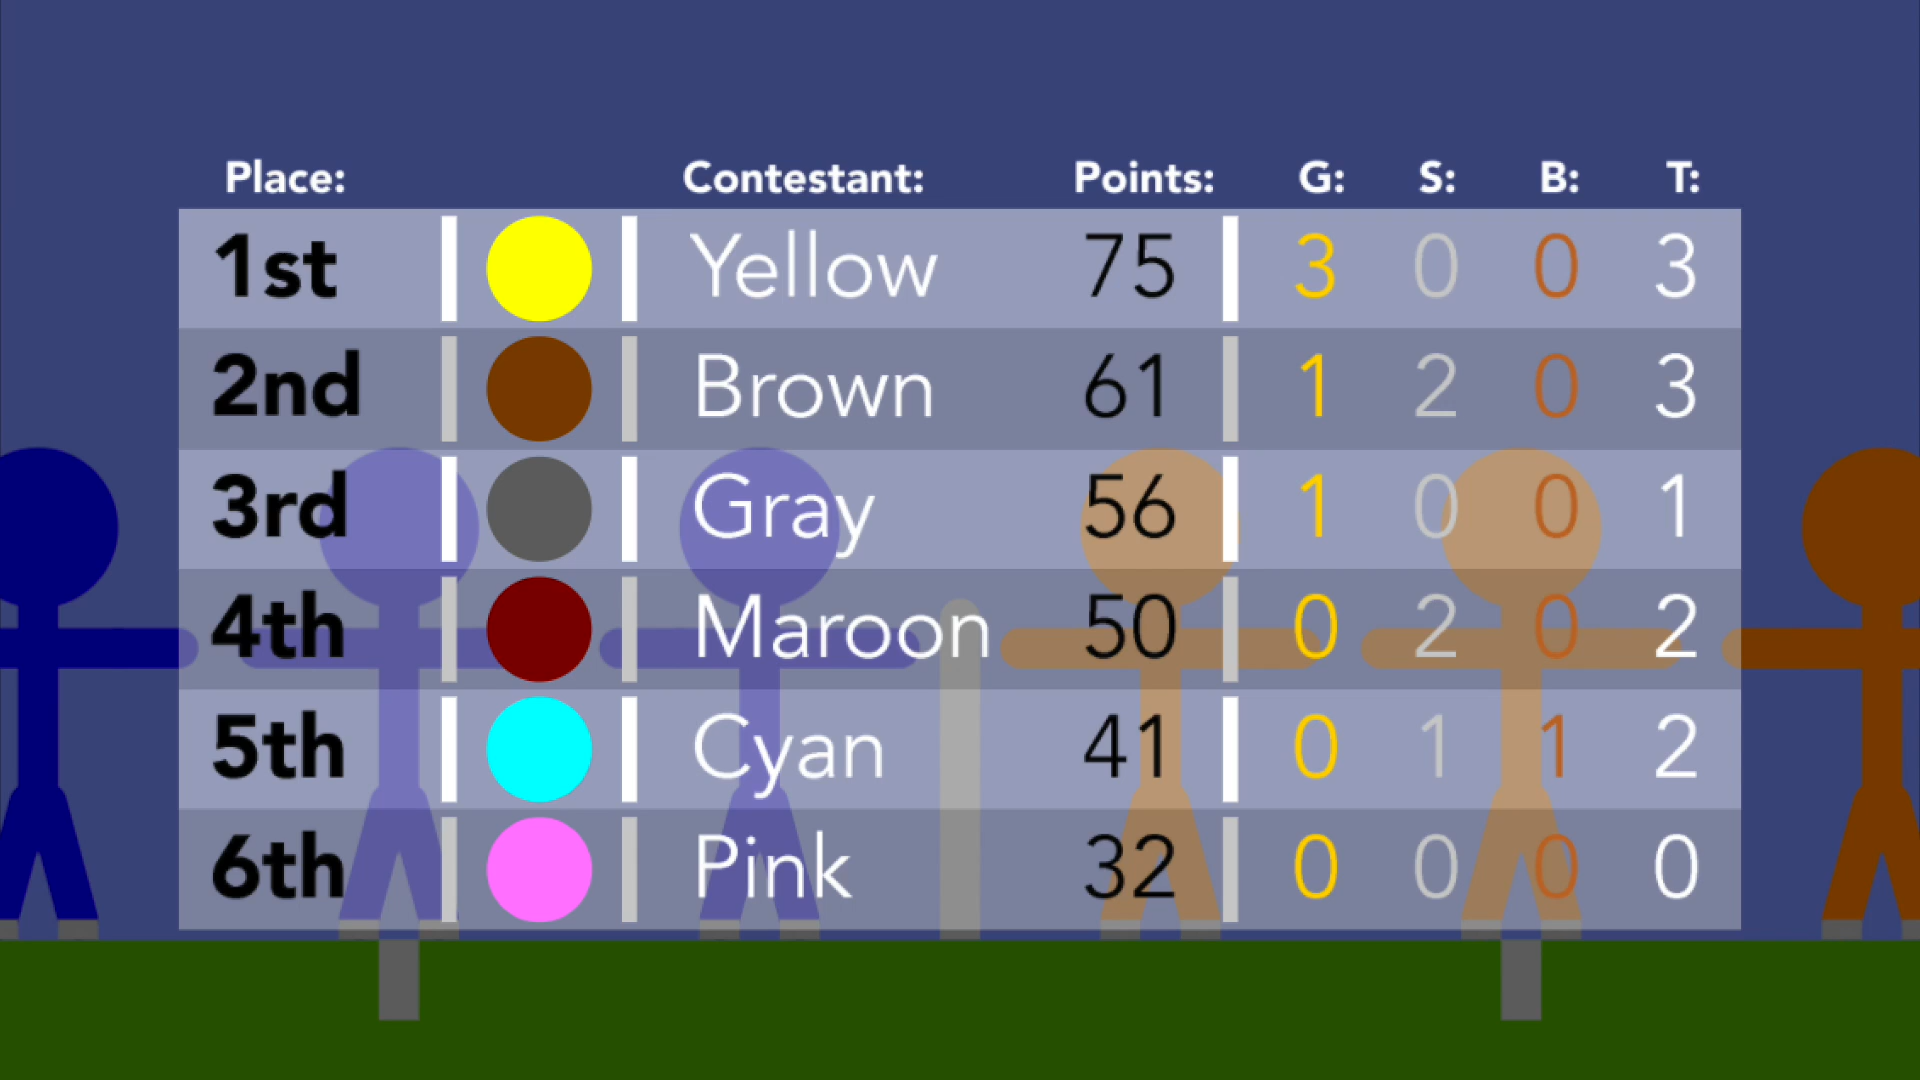 Place: Contestant: Points: G: S: B: T:
1st Yellow 75 3 0 0 3
2nd Brown 61 1 2 0 3
3rd Gray 56 1 0 0 1
4th Maroon 50 0 2 0 2
5th Cyan 41 0 1 1 2
6th Pink 32 0 0 0 0